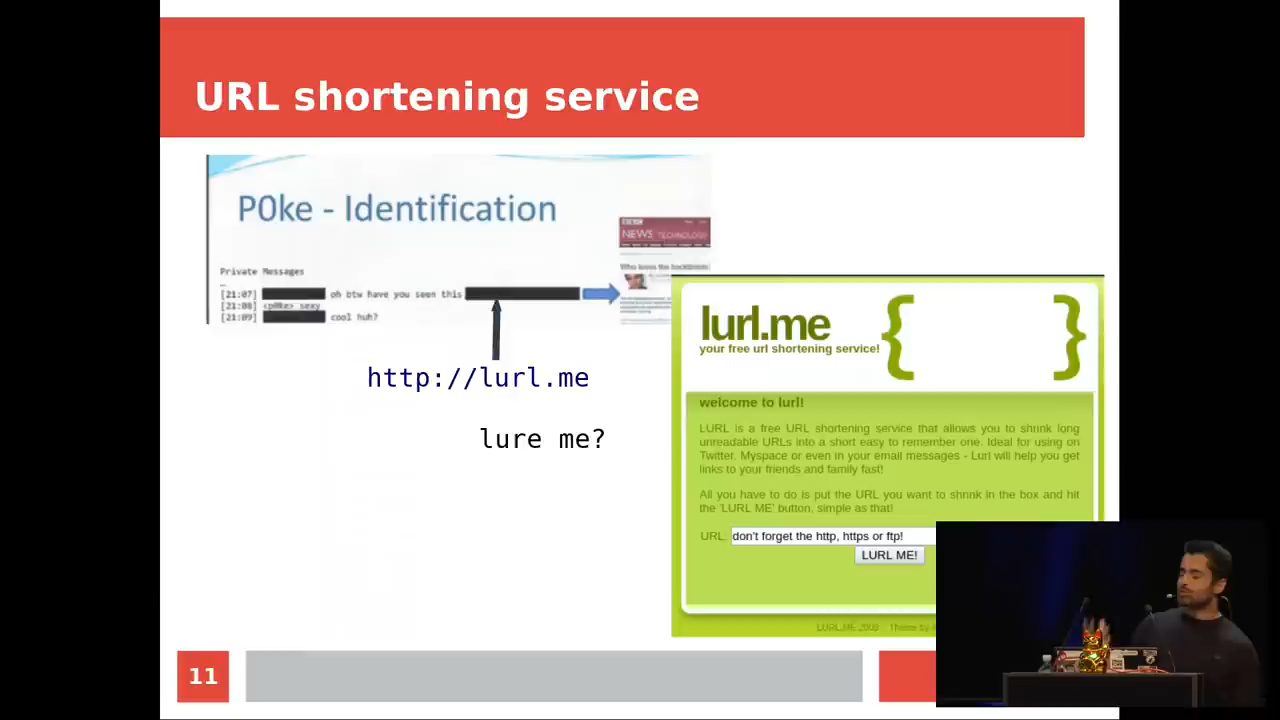 URL shortening service
P0ke - Identification
NEWS TECHNOLOGY
Private Messages
[21:07] oh btw have you seen this
[21:08] <p0ke> sexy
[21:09] cool huh?
http://lurl.me
lure me?
lurl.me
your free url shortening service!
{ }
welcome to lurl!
LURL is a free URL shortening service that allows you to shrink long
unreadable URLs into a short easy to remember one. Ideal for using on
Twitter, Myspace or even in your email messages - Lurl will help you get
links to your friends and family fast!
All you have to do is put the URL you want to shrink in the box and hit
the 'LURL ME' button, simple as that!
URL: don't forget the http, https or ftp!
LURL ME!
LURL.ME 2009 Theme by
11